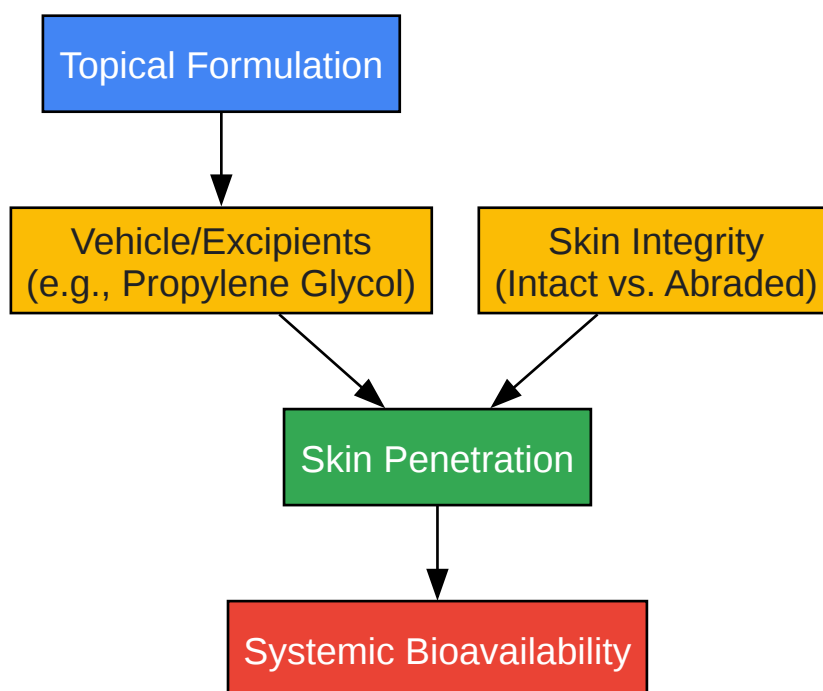 Topical Formulation
Vehicle/Excipients
(e.g., Propylene Glycol)
Skin Integrity
(Intact vs. Abraded)
Skin Penetration
Systemic Bioavailability